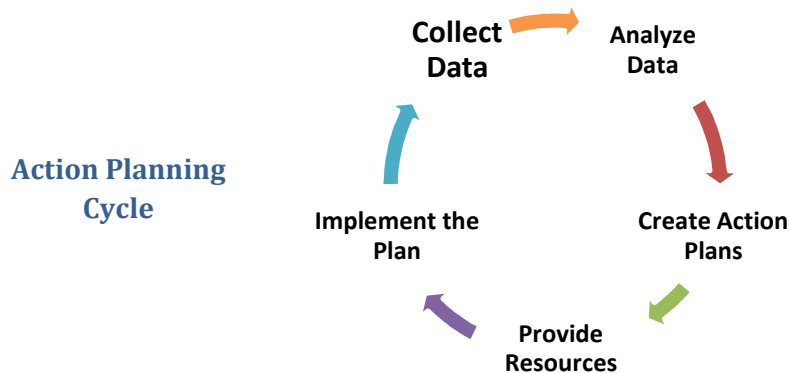 Action Planning
Cycle
Collect
Data
Analyze
Data
Create Action
Plans
Provide
Resources
Implement the
Plan